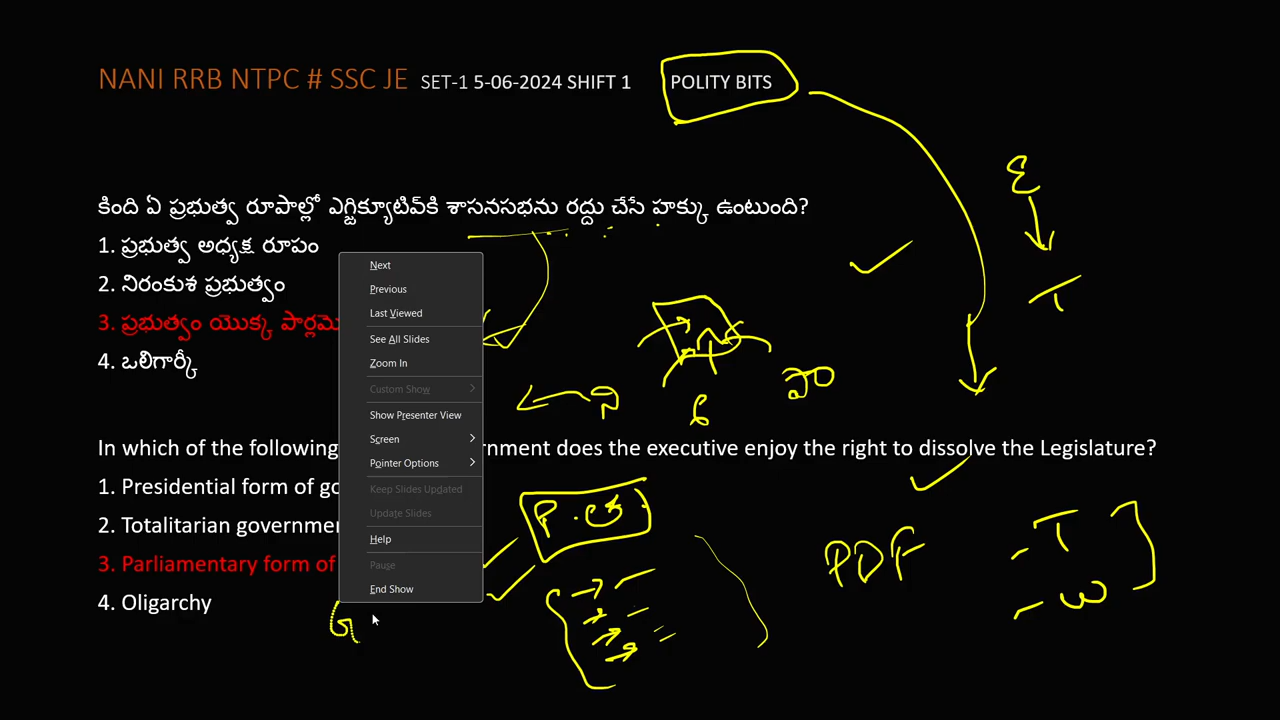 NANI RRB NTPC # SSC JE SET-1 5-06-2024 SHIFT 1 POLITY BITS
కింది ఏ ప్రభుత్వ రూపాల్లో ఎగ్జిక్యూటివ్‌కి శాసనసభను రద్దు చేసే హక్కు ఉంటుంది?
1. ప్రభుత్వ అధ్యక్ష రూపం
2. నిరంకుశ ప్రభుత్వం
3. ప్రభుత్వం యొక్క
4. ఒలిగార్కీ
Next
Previous
Last Viewed
See All Slides
Zoom In
Custom Show
Show Presenter View
Screen
Pointer Options
Keep Slides Updated
Update Slides
Help
Pause
End Show
E
T
ని
పా
In which of the following rnment does the executive enjoy the right to dissolve the Legislature?
1. Presidential form of
2. Totalitarian
3. Parliamentary form of
4. Oligarchy
PDF
- T
- W